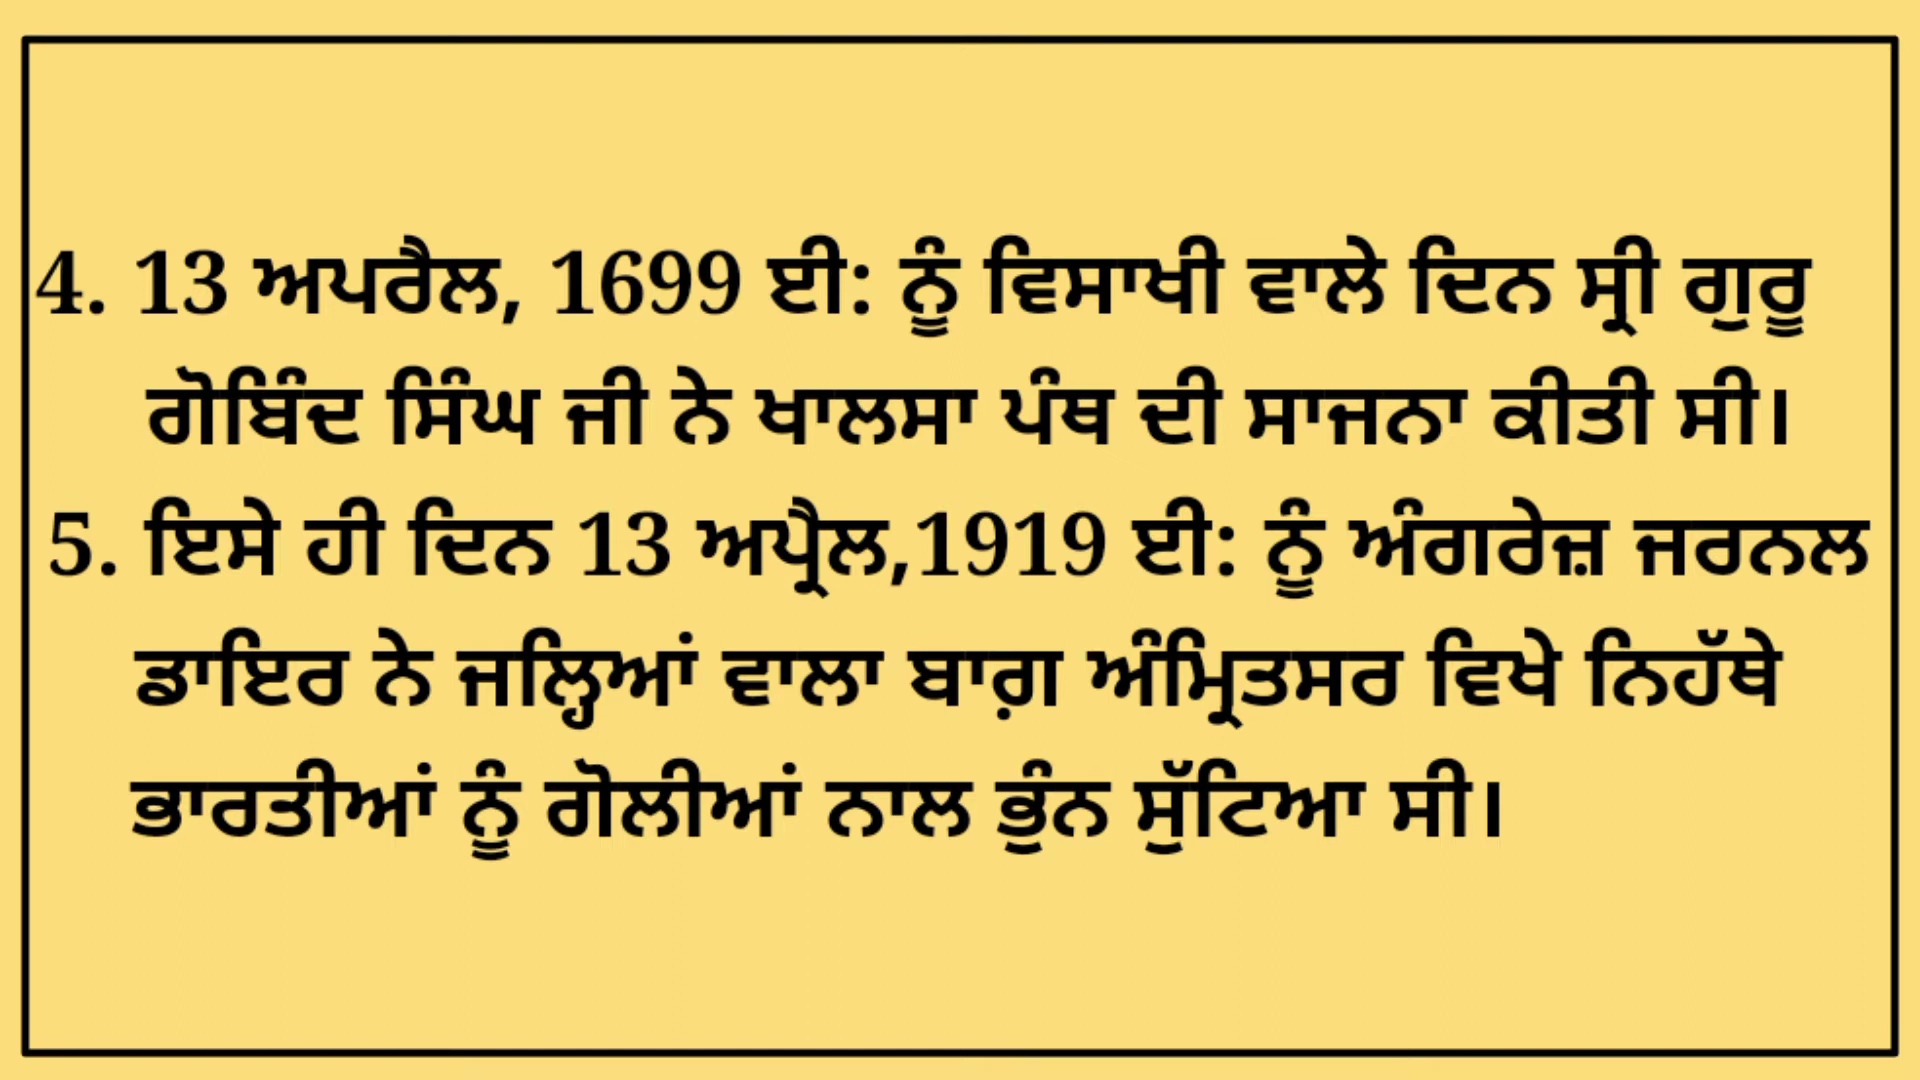 4. 13 ਅਪਰੈਲ, 1699 ਈ: ਨੂੰ ਵਿਸਾਖੀ ਵਾਲੇ ਦਿਨ ਸ੍ਰੀ ਗੁਰੂ
ਗੋਬਿੰਦ ਸਿੰਘ ਜੀ ਨੇ ਖਾਲਸਾ ਪੰਥ ਦੀ ਸਾਜਨਾ ਕੀਤੀ ਸੀ।
5. ਇਸੇ ਹੀ ਦਿਨ 13 ਅਪ੍ਰੈਲ,1919 ਈ: ਨੂੰ ਅੰਗਰੇਜ਼ ਜਰਨਲ
ਡਾਇਰ ਨੇ ਜਲ੍ਹਿਆਂ ਵਾਲਾ ਬਾਗ਼ ਅੰਮ੍ਰਿਤਸਰ ਵਿਖੇ ਨਿਹੱਥੇ
ਭਾਰਤੀਆਂ ਨੂੰ ਗੋਲੀਆਂ ਨਾਲ ਭੁੰਨ ਸੁੱਟਿਆ ਸੀ।